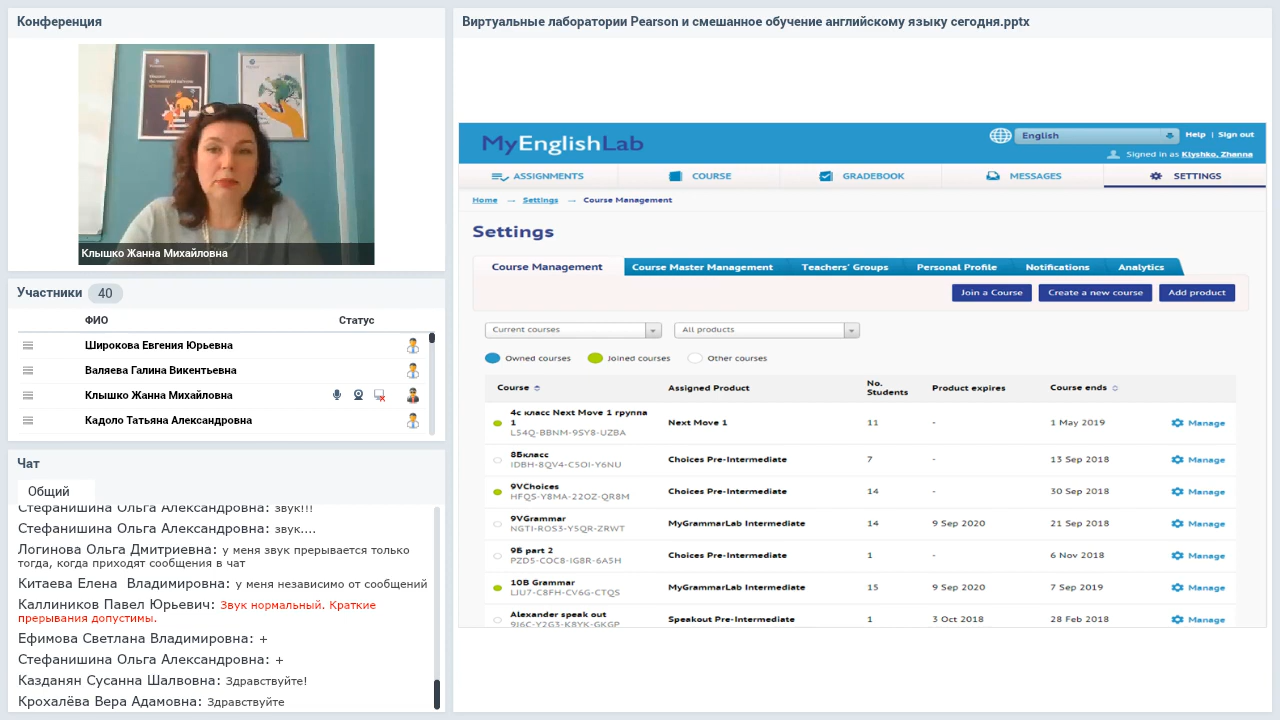 Конференция
Клышко Жанна Михайловна
Участники 40
ФИО Статус
Широкова Евгения Юрьевна
Валяева Галина Викентьевна
Клышко Жанна Михайловна
Кадоло Татьяна Александровна
Чат
Общий
Стефанишина Ольга Александровна: звук!!!
Стефанишина Ольга Александровна: звук....
Логинова Ольга Дмитриевна: у меня звук прерывается только
тогда, когда приходят сообщения в чат
Китаева Елена Владимировна: у меня независимо от сообщений
Каллиников Павел Юрьевич: Звук нормальный. Краткие
прерывания допустимы.
Ефимова Светлана Владимировна: +
Стефанишина Ольга Александровна: +
Казданян Сусанна Шалвовна: Здравствуйте!
Крохалёва Вера Адамовна: Здравствуйте
Виртуальные лаборатории Pearson и смешанное обучение английскому языку сегодня.pptx
MyEnglishLab
English Help | Sign out
Signed in as Klyshko, Zhanna
ASSIGNMENTS COURSE GRADEBOOK MESSAGES SETTINGS
Home → Settings → Course Management
Settings
Course Management Course Master Management Teachers' Groups Personal Profile Notifications Analytics
Join a Course Create a new course Add product
Current courses All products
Owned courses Joined courses Other courses
Course Assigned Product No. Students Product expires Course ends
4с класс Next Move 1 группа
1 Next Move 1 11 - 1 May 2019 Manage
L54Q-BBNM-9SY8-UZBA
8Бкласс Choices Pre-Intermediate 7 - 13 Sep 2018 Manage
IDBH-8QV4-C5OI-Y6NU
9VChoices Choices Pre-Intermediate 14 - 30 Sep 2018 Manage
HFQS-Y8MA-22OZ-QR8M
9VGrammar MyGrammarLab Intermediate 14 9 Sep 2020 21 Sep 2018 Manage
NGTI-ROS3-Y5QR-ZRWT
9Б part 2 Choices Pre-Intermediate 1 - 6 Nov 2018 Manage
PZD5-COC8-IG8R-6A5H
10B Grammar MyGrammarLab Intermediate 15 9 Sep 2020 7 Sep 2019 Manage
LJU7-C8FH-CV6G-CTQS
Alexander speak out Speakout Pre-Intermediate 1 3 Oct 2018 28 Feb 2018 Manage
9J6C-Y2G3-K8YK-GKGP